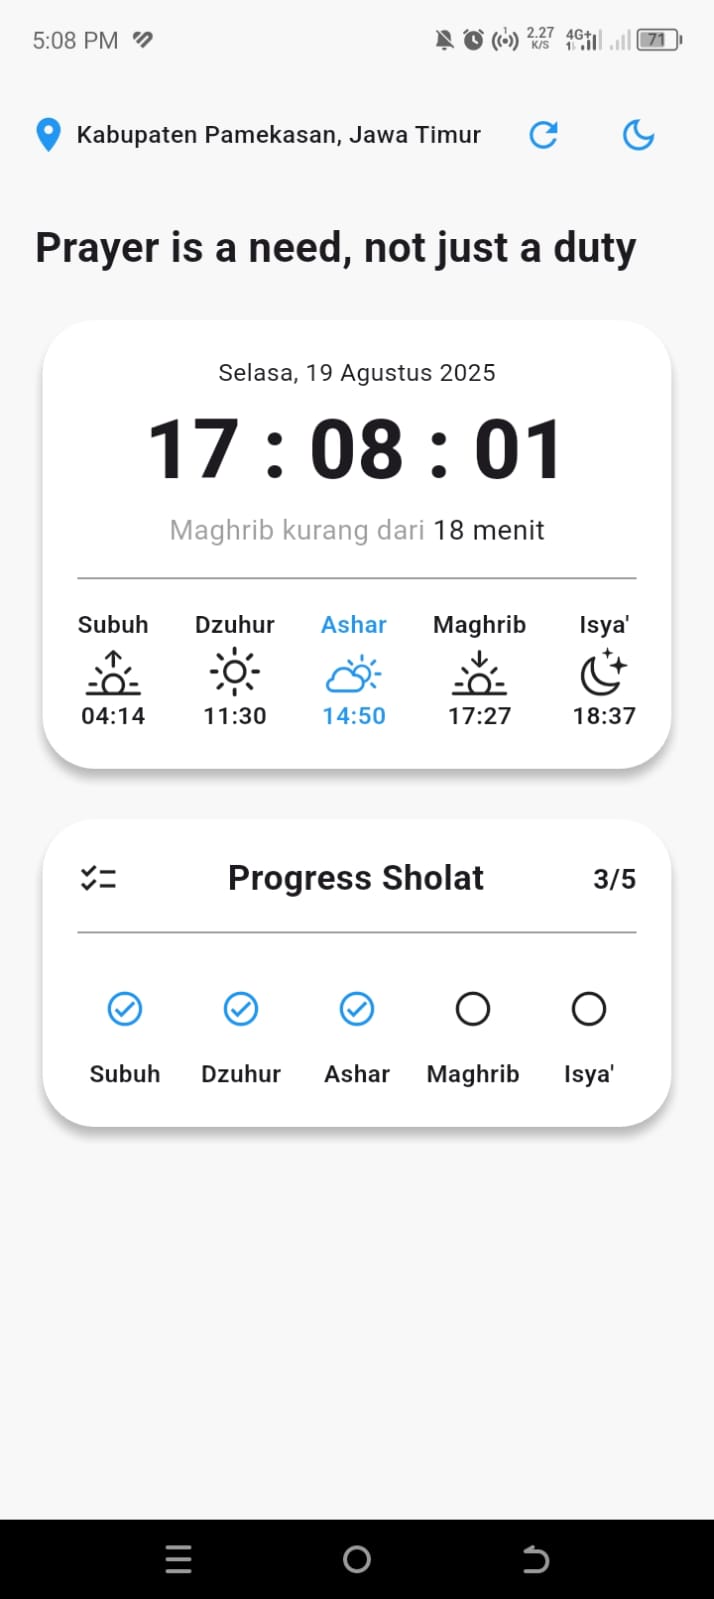 5:08 PM 2.27 K/S 4G+ 71
Kabupaten Pamekasan, Jawa Timur
Prayer is a need, not just a duty
Selasa, 19 Agustus 2025
17 : 08 : 01
Maghrib kurang dari 18 menit
Subuh Dzuhur Ashar Maghrib Isya'
04:14 11:30 14:50 17:27 18:37
Progress Sholat 3/5
Subuh Dzuhur Ashar Maghrib Isya'